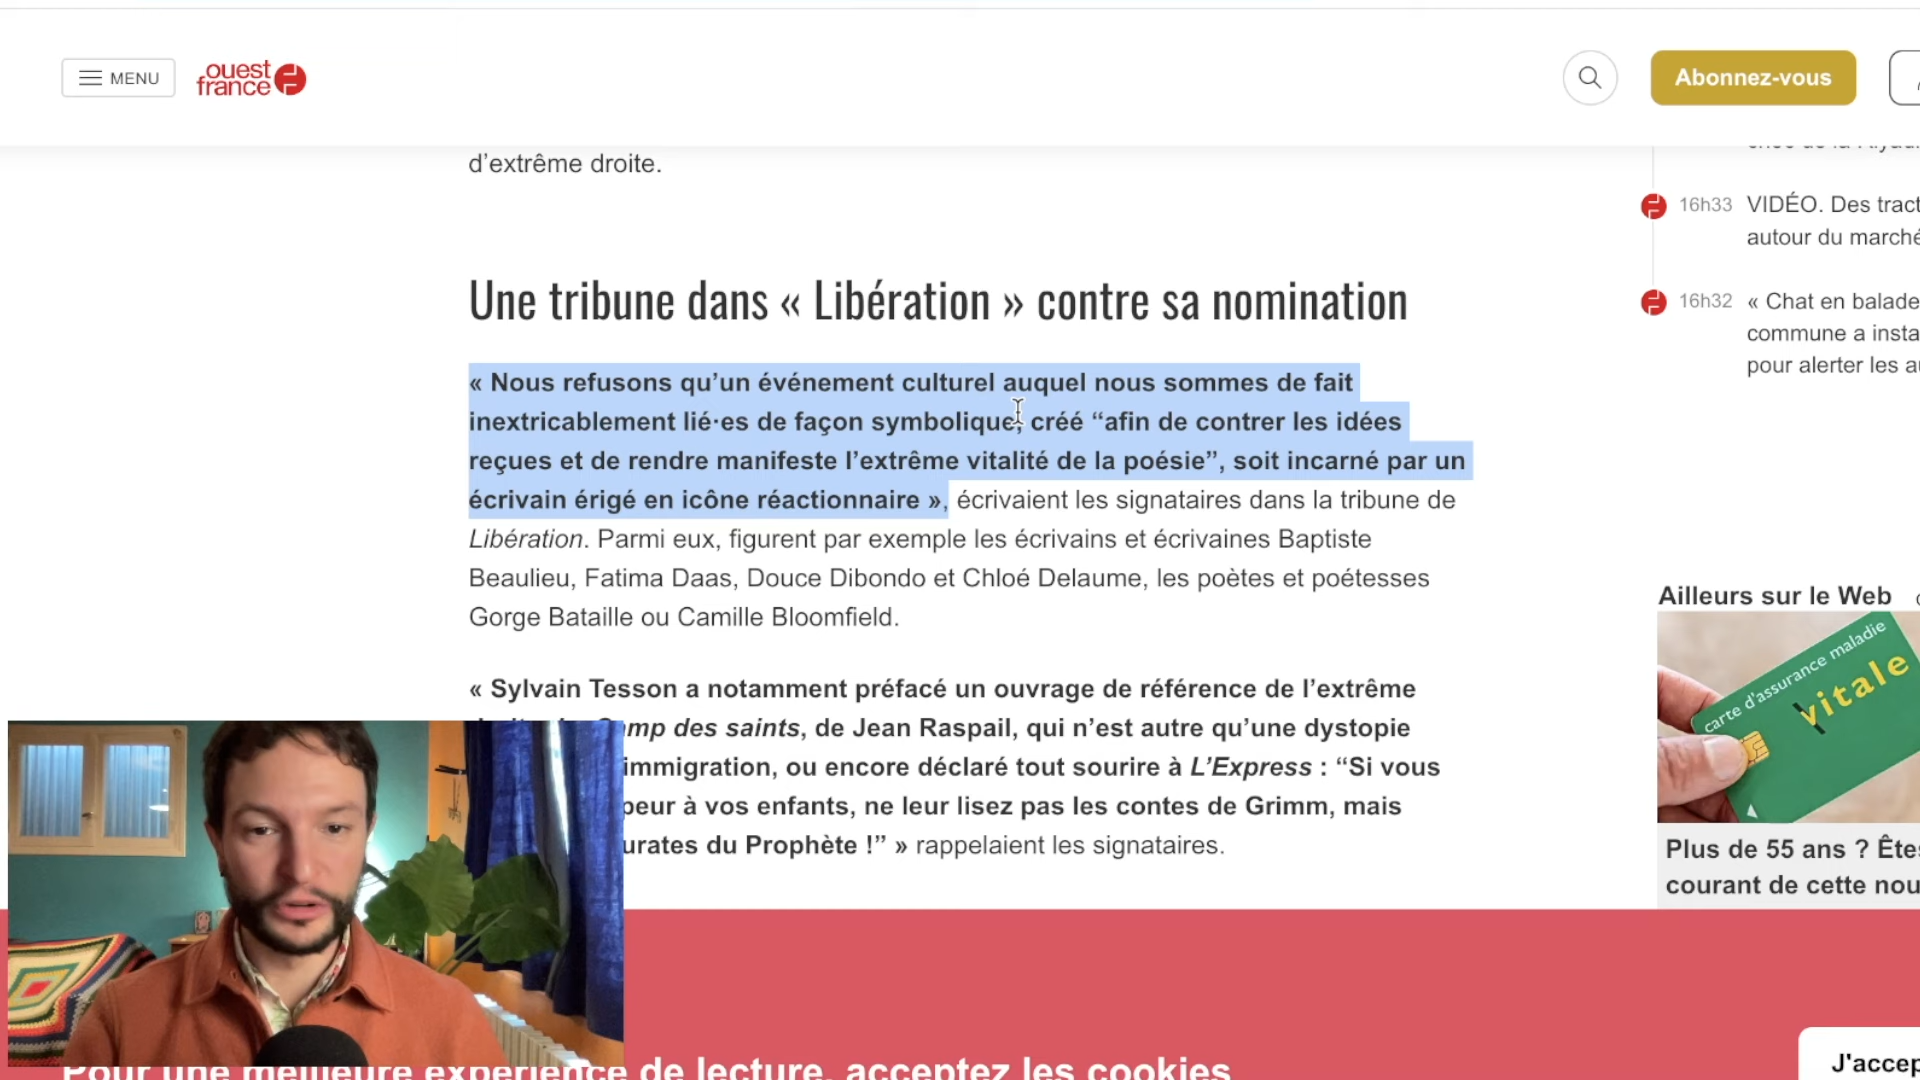 MENU
ouest
france
Abonnez-vous
d’extrême droite.
16h33
VIDÉO. Des tract
autour du marché
Une tribune dans « Libération » contre sa nomination
16h32
« Chat en balade
commune a insta
pour alerter les a
« Nous refusons qu’un événement culturel auquel nous sommes de fait
inextricablement lié·es de façon symbolique, créé “afin de contrer les idées
reçues et de rendre manifeste l’extrême vitalité de la poésie”, soit incarné par un
écrivain érigé en icône réactionnaire », écrivaient les signataires dans la tribune de
Libération. Parmi eux, figurent par exemple les écrivains et écrivaines Baptiste
Beaulieu, Fatima Daas, Douce Dibondo et Chloé Delaume, les poètes et poétesses
Gorge Bataille ou Camille Bloomfield.
« Sylvain Tesson a notamment préfacé un ouvrage de référence de l’extrême
mp des saints, de Jean Raspail, qui n’est autre qu’une dystopie
immigration, ou encore déclaré tout sourire à L’Express : “Si vous
peur à vos enfants, ne leur lisez pas les contes de Grimm, mais
urates du Prophète !” » rappelaient les signataires.
Ailleurs sur le Web
carte d'assurance maladie
vitale
Plus de 55 ans ? Ête
courant de cette nou
Pour une meilleure expérience de lecture, acceptez les cookies
J'accep